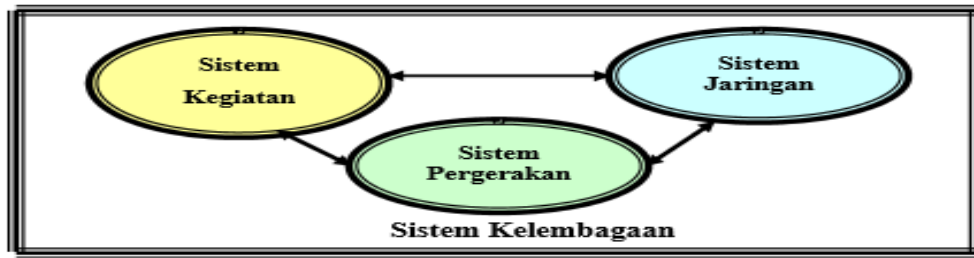 Sistem
Kegiatan
Sistem
Jaringan
Sistem
Pergerakan
Sistem Kelembagaan